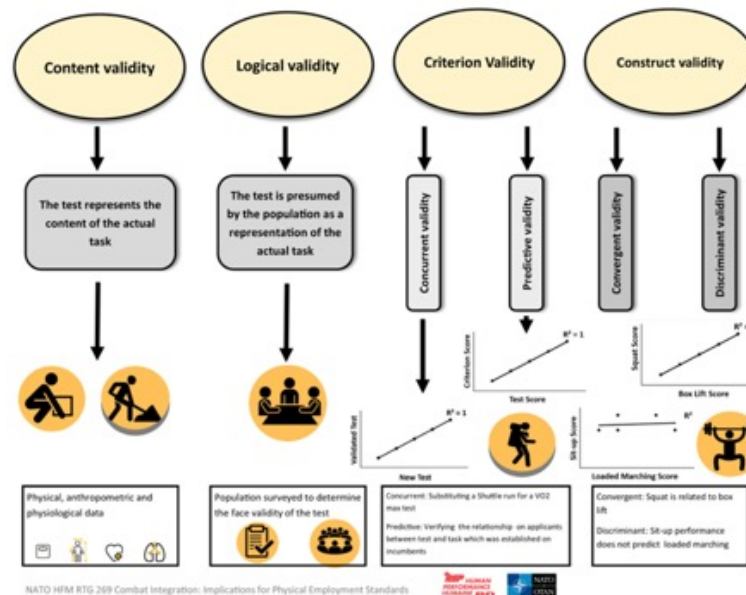 Content validity
Logical validity
Criterion Validity
Construct validity
The test represents the
content of the actual
task
The test is presumed
by the population as a
representation of the
actual task
Concurrent validity
Predictive validity
Convergent validity
Discriminant validity
R² = 1
Criterion Score
Test Score
R² =
Squat Score
Box Lift Score
R² = 1
Validated Test
New Test
R²
Sit-up Score
Loaded Marching Score
Physical, anthropometric and
physiological data
Population surveyed to determine
the face validity of the test
Concurrent: Substituting a Shuttle run for a VO2
max test
Predictive: Verifying the relationship on applicants
between test and task which was established on
incumbents
Convergent: Squat is related to box
lift
Discriminant: Sit-up performance
does not predict loaded marching
NATO HFM RTG 269 Combat Integration: Implications for Physical Employment Standards
HUMAN
PERFORMANCE
NATO
OTAN